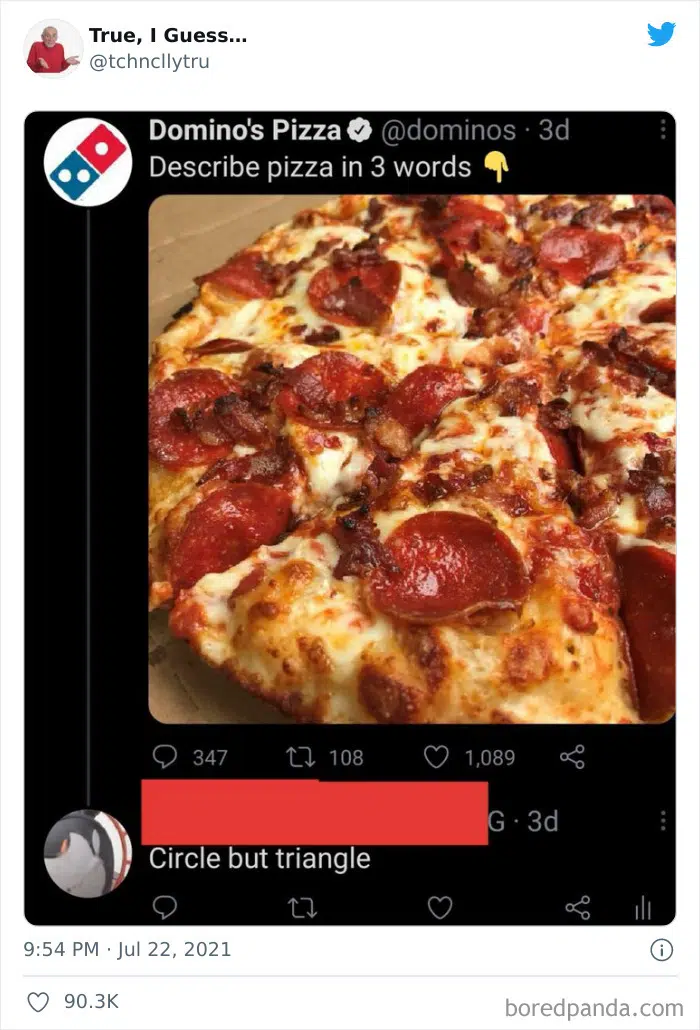 True, I Guess...
@tchncllytru
Domino's Pizza @dominos · 3d
Describe pizza in 3 words 👇
347 108 1,089
G · 3d
Circle but triangle
9:54 PM · Jul 22, 2021
90.3K
boredpanda.com